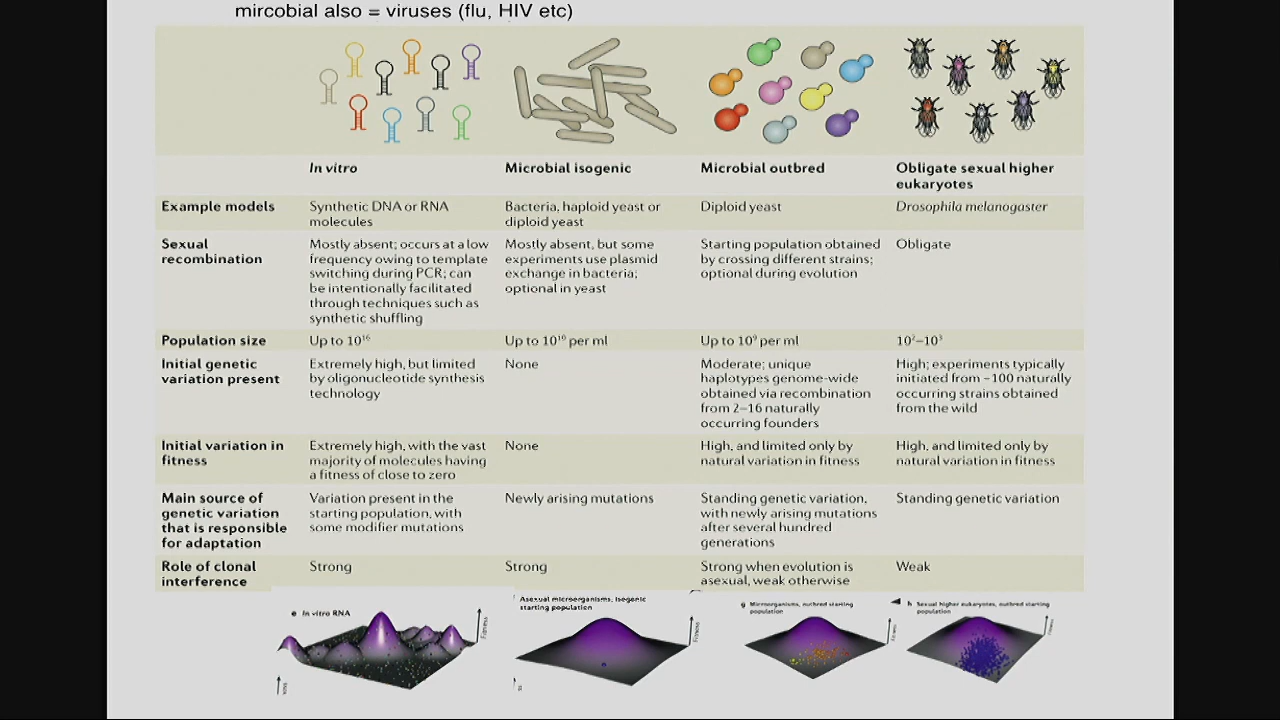 mircobial also = viruses (flu, HIV etc)
In vitro
Microbial isogenic
Microbial outbred
Obligate sexual higher
eukaryotes
Example models
Synthetic DNA or RNA
molecules
Bacteria, haploid yeast or
diploid yeast
Diploid yeast
Drosophila melanogaster
Sexual
recombination
Mostly absent; occurs at a low
frequency owing to template
switching during PCR; can
be intentionally facilitated
through techniques such as
synthetic shuffling
Mostly absent, but some
experiments use plasmid
exchange in bacteria;
optional in yeast
Starting population obtained
by crossing different strains;
optional during evolution
Obligate
Population size
Up to 10¹⁶
Up to 10¹⁰ per ml
Up to 10⁹ per ml
10²–10³
Initial genetic
variation present
Extremely high, but limited
by oligonucleotide synthesis
technology
None
Moderate; unique
haplotypes genome-wide
obtained via recombination
from 2–16 naturally
occurring founders
High; experiments typically
initiated from ~100 naturally
occurring strains obtained
from the wild
Initial variation in
fitness
Extremely high, with the vast
majority of molecules having
a fitness of close to zero
None
High, and limited only by
natural variation in fitness
High, and limited only by
natural variation in fitness
Main source of
genetic variation
that is responsible
for adaptation
Variation present in the
starting population, with
some modifier mutations
Newly arising mutations
Standing genetic variation,
with newly arising mutations
after several hundred
generations
Standing genetic variation
Role of clonal
interference
Strong
Strong
Strong when evolution is
asexual, weak otherwise
Weak
e In vitro RNA
Fitness
Asexual microorganisms, isogenic
starting population
Fitness
g Microorganisms, outbred starting
population
Fitness
h Sexual higher eukaryotes, outbred starting
population
Fitness